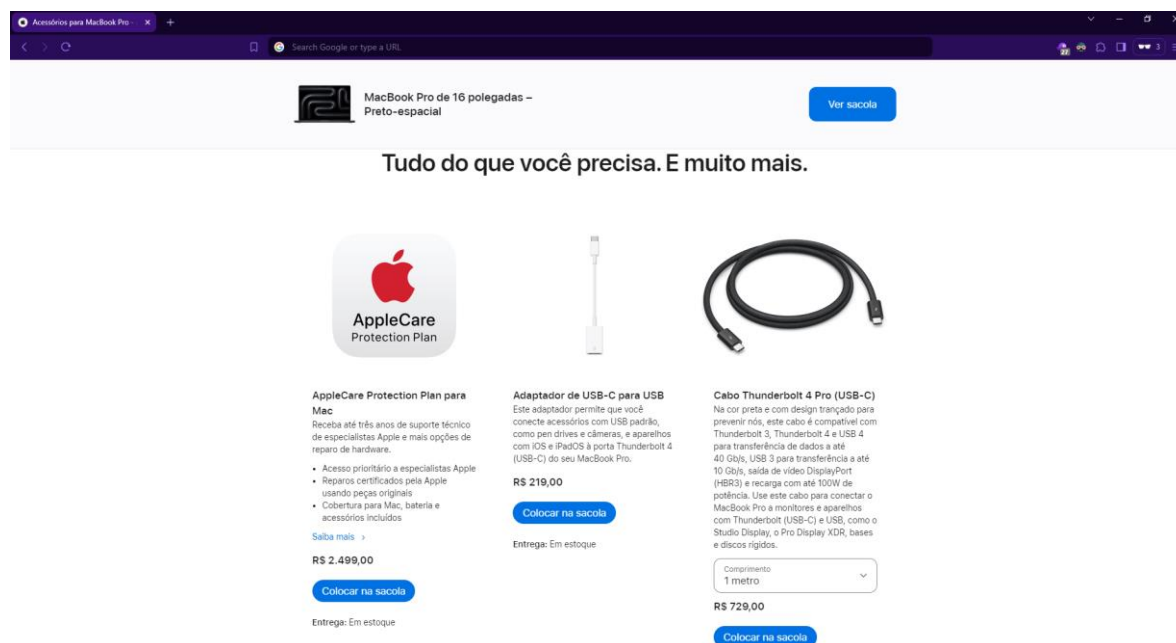 Acessórios para MacBook Pro -
Search Google or type a URL
27
3
MacBook Pro de 16 polegadas –
Preto-espacial
Ver sacola
Tudo do que você precisa. E muito mais.
AppleCare
Protection Plan
AppleCare Protection Plan para
Mac
Receba até três anos de suporte técnico
de especialistas Apple e mais opções de
reparo de hardware.
• Acesso prioritário a especialistas Apple
• Reparos certificados pela Apple
usando peças originais
• Cobertura para Mac, bateria e
acessórios incluídos
Saiba mais >
R$ 2.499,00
Colocar na sacola
Entrega: Em estoque
Adaptador de USB-C para USB
Este adaptador permite que você
conecte acessórios com USB padrão,
como pen drives e câmeras, e aparelhos
com iOS e iPadOS à porta Thunderbolt 4
(USB-C) do seu MacBook Pro.
R$ 219,00
Colocar na sacola
Entrega: Em estoque
Cabo Thunderbolt 4 Pro (USB-C)
Na cor preta e com design trançado para
prevenir nós, este cabo é compatível com
Thunderbolt 3, Thunderbolt 4 e USB 4
para transferência de dados a até
40 Gb/s, USB 3 para transferência a até
10 Gb/s, saída de vídeo DisplayPort
(HBR3) e recarga com até 100W de
potência. Use este cabo para conectar o
MacBook Pro a monitores e aparelhos
com Thunderbolt (USB-C) e USB, como o
Studio Display, o Pro Display XDR, bases
e discos rígidos.
Comprimento
1 metro
R$ 729,00
Colocar na sacola